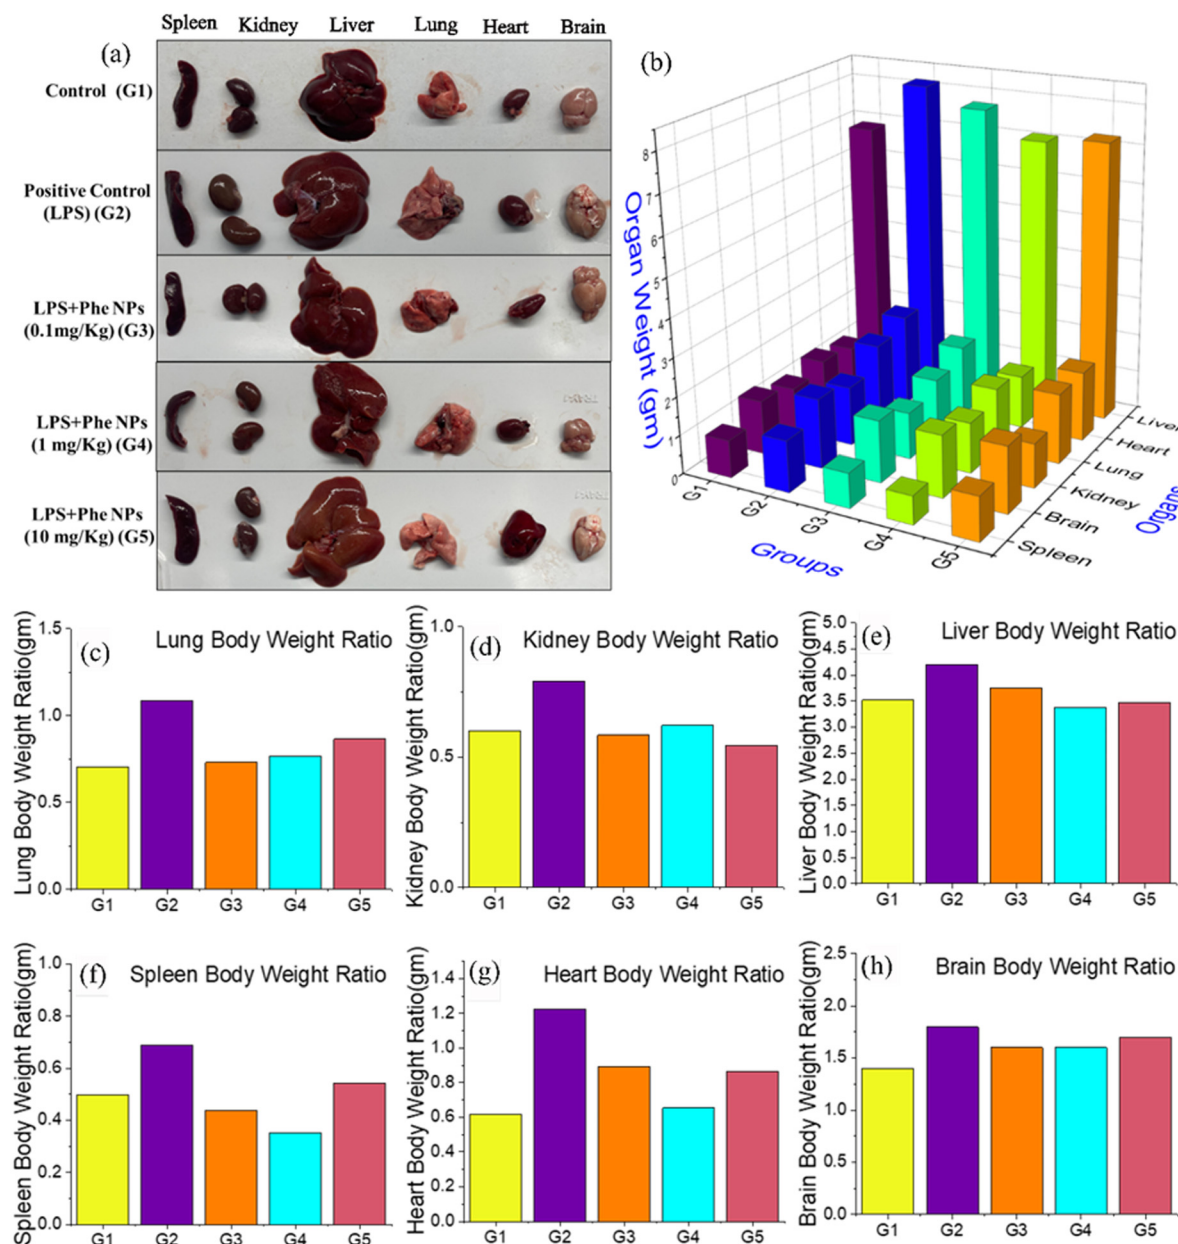 Spleen Kidney Liver Lung Heart Brain
(a)
Control (G1)
Positive Control
(LPS) (G2)
LPS+Phe NPs
(0.1mg/Kg) (G3)
LPS+Phe NPs
(1 mg/Kg) (G4)
LPS+Phe NPs
(10 mg/Kg) (G5)
(b)
Organ Weight (gm)
8
7
6
5
4
3
2
1
0
G1
G2
G3
G4
G5
Groups
Liver
Heart
Lung
Kidney
Brain
Spleen
Organs
(c)
Lung Body Weight Ratio
Lung Body Weight Ratio(gm)
1.5
1.0
0.5
0.0
G1 G2 G3 G4 G5
(d)
Kidney Body Weight Ratio
Kidney Body Weight Ratio(gm)
1.0
0.5
0.0
G1 G2 G3 G4 G5
(e)
Liver Body Weight Ratio
Liver Body Weight Ratio(gm)
5.0
4.5
4.0
3.5
3.0
2.5
2.0
1.5
1.0
0.5
0.0
G1 G2 G3 G4 G5
(f)
Spleen Body Weight Ratio
Spleen Body Weight Ratio(gm)
1.0
0.8
0.6
0.4
0.2
0.0
G1 G2 G3 G4 G5
(g)
Heart Body Weight Ratio
Heart Body Weight Ratio(gm)
1.4
1.2
1.0
0.8
0.6
0.4
0.2
0.0
G1 G2 G3 G4 G5
(h)
Brain Body Weight Ratio
Brain Body Weight Ratio(gm)
2.5
2.0
1.5
1.0
0.5
0.0
G1 G2 G3 G4 G5